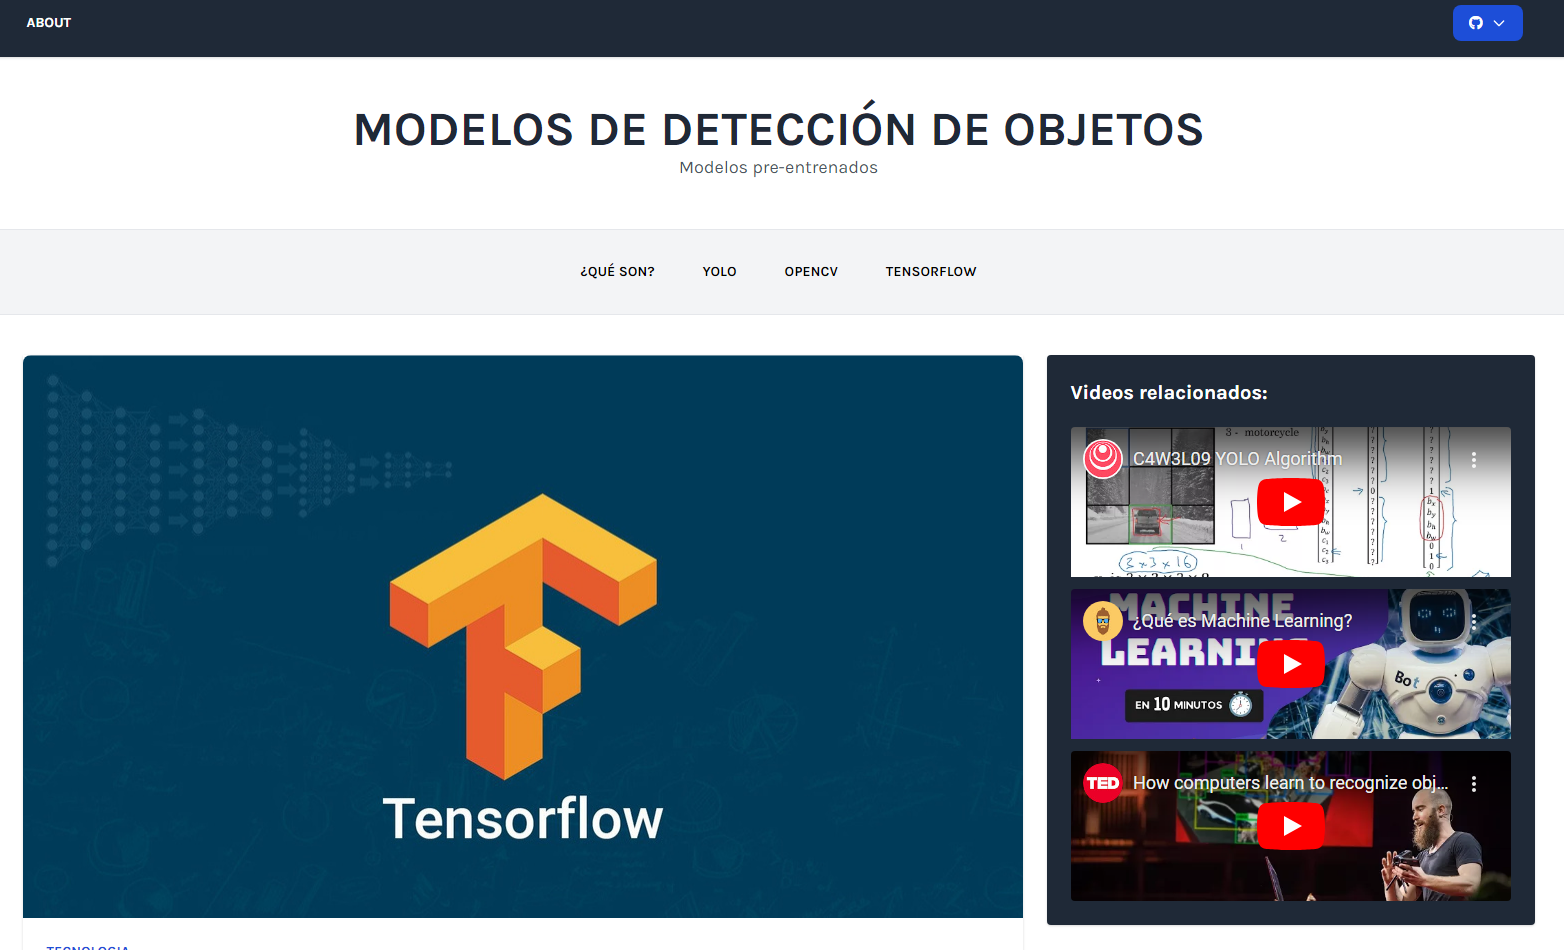 ABOUT
MODELOS DE DETECCIÓN DE OBJETOS
Modelos pre-entrenados
¿QUÉ SON?
YOLO
OPENCV
TENSORFLOW
Tensorflow
TECNOLOGIA
Videos relacionados:
3 - motorcycle
C4W3L09 YOLO Algorithm
1
2
3 × 3 × 16
MACHINE
¿Qué es Machine Learning?
LEARNING
EN 10 MINUTOS
Bot
TED
How computers learn to recognize obj...